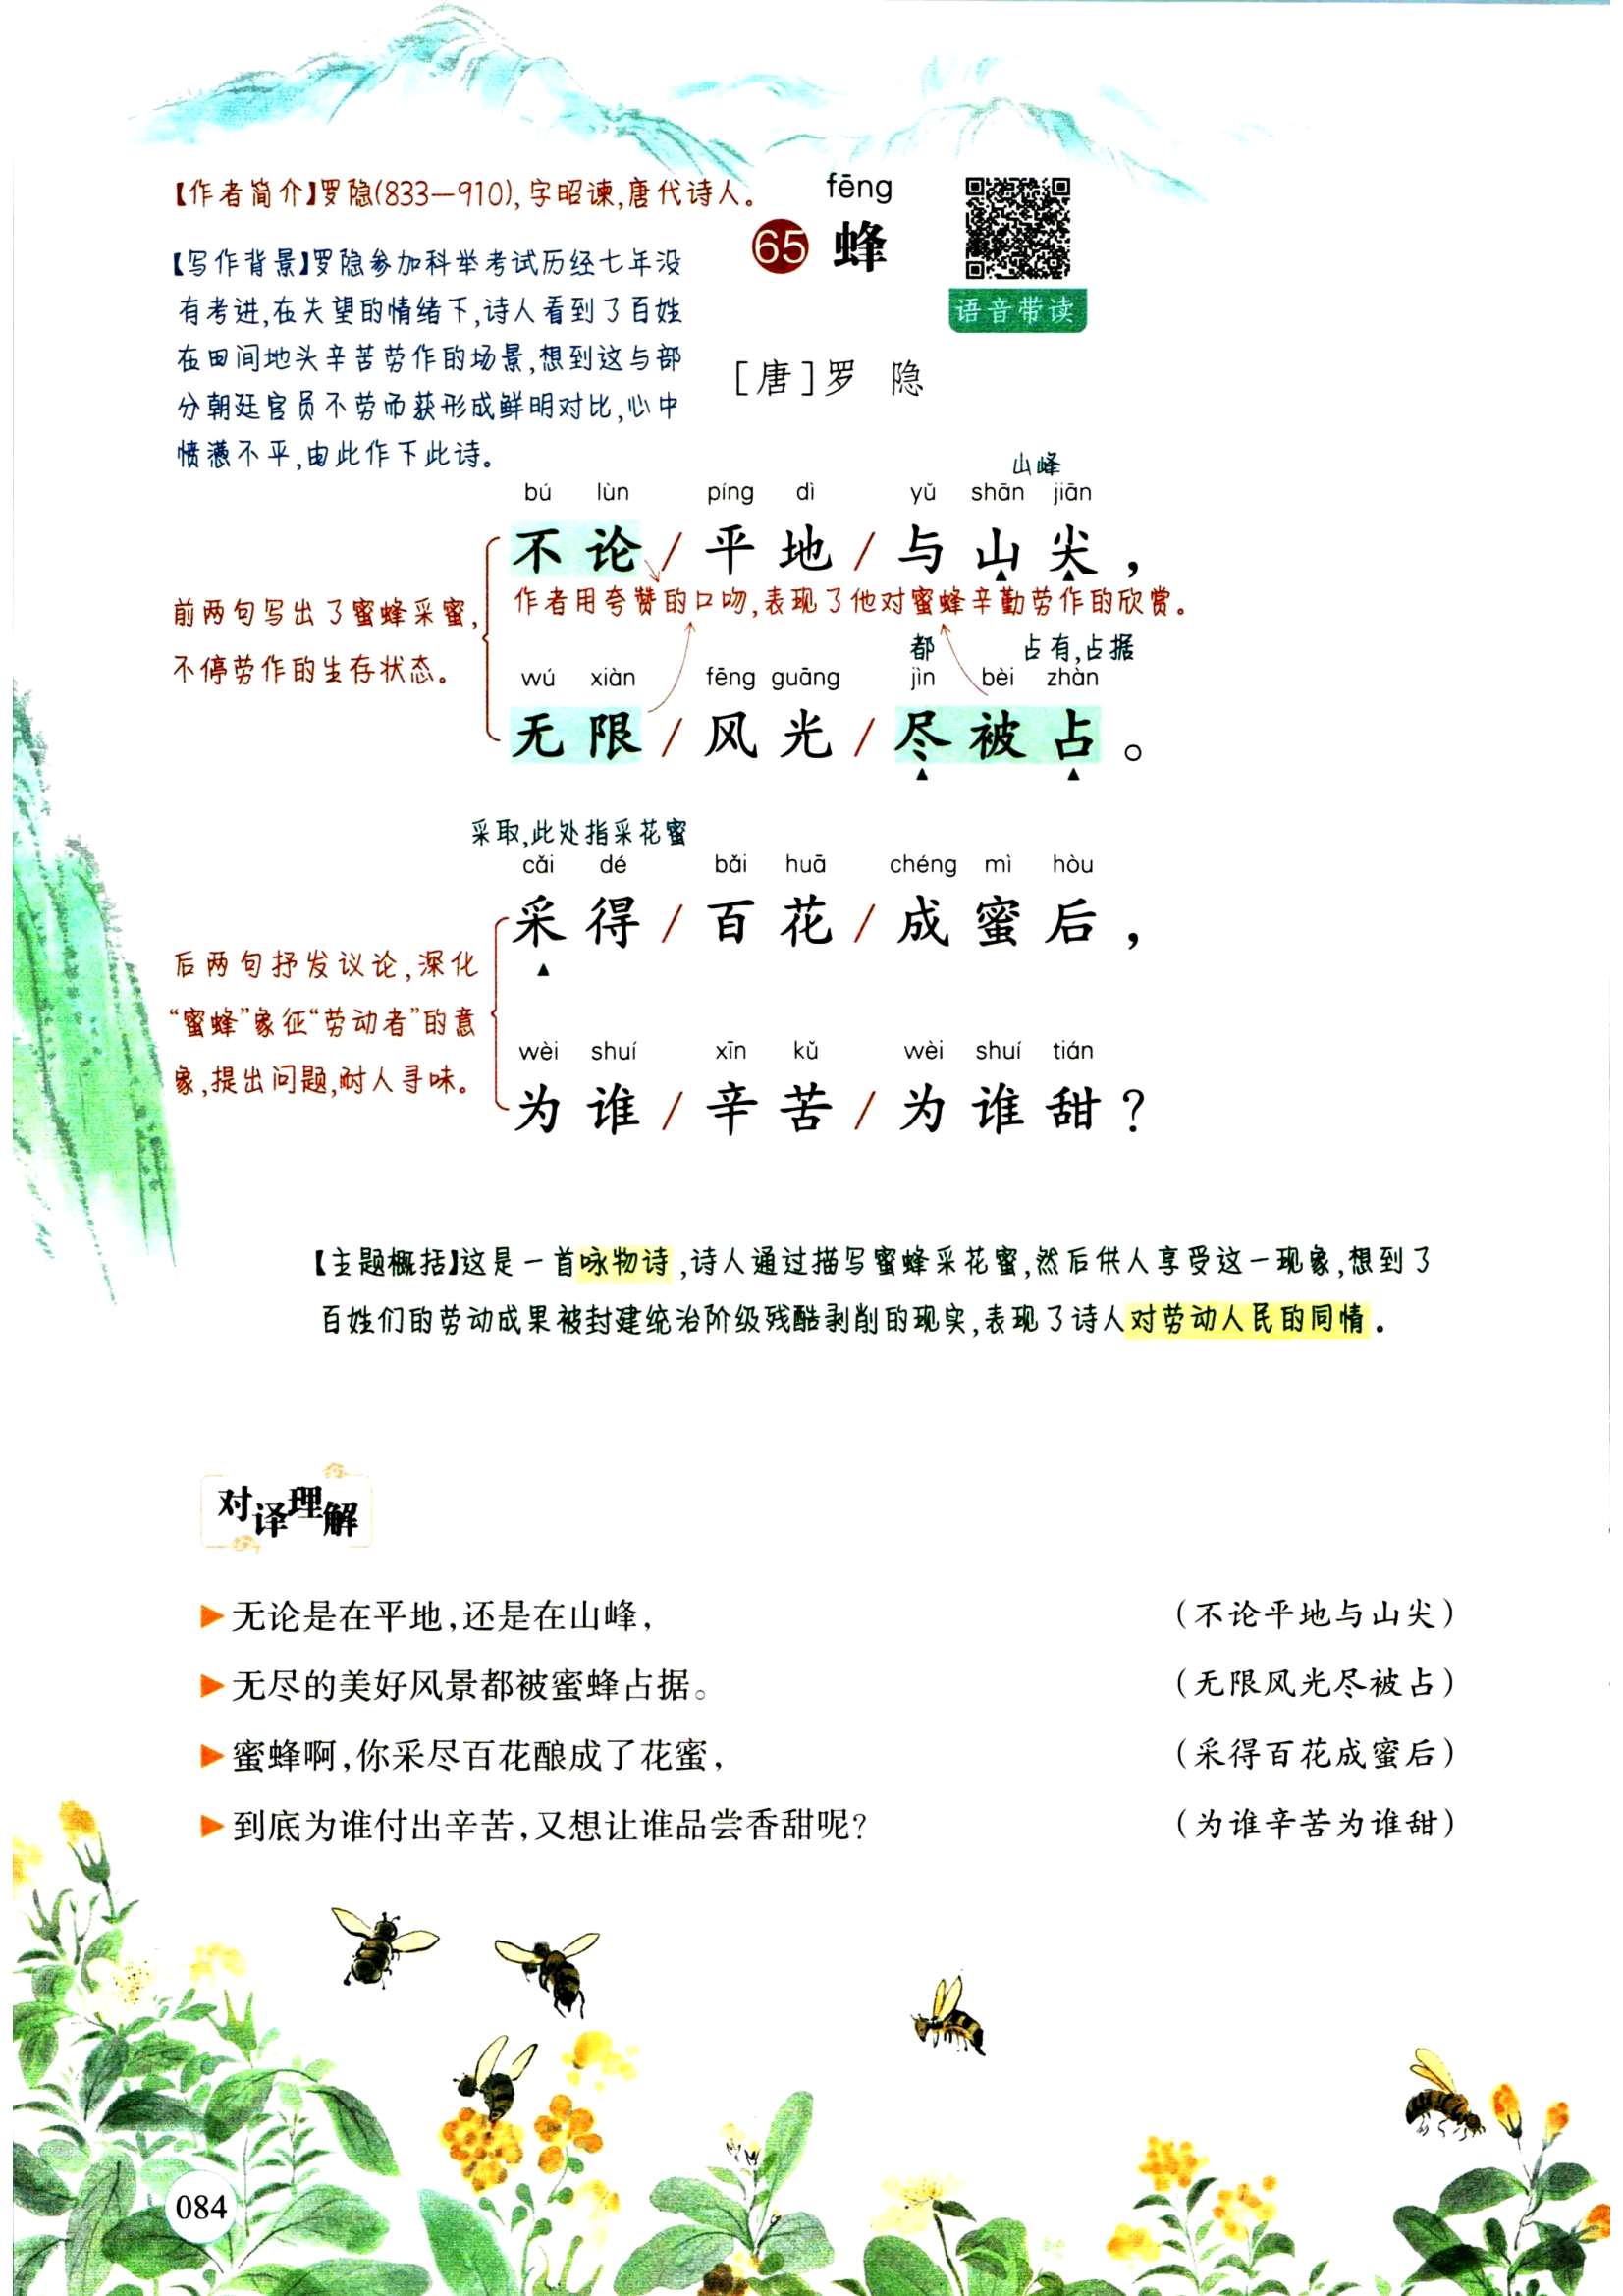 【作者简介】罗隐(833—910),字昭谏,唐代诗人。
fēng
65 蜂
语音带读
【写作背景】罗隐参加科举考试历经七年没
有考进,在失望的情绪下,诗人看到了百姓
在田间地头辛苦劳作的场景,想到这与部
分朝廷官员不劳而获形成鲜明对比,心中
愤懑不平,由此作下此诗。
[唐]罗 隐
山峰
bú lùn píng dì yǔ shān jiān
不论/平地/与山尖,
作者用夸赞的口吻,表现了他对蜜蜂辛勤劳作的欣赏。
前两句写出了蜜蜂采蜜,
不停劳作的生存状态。
都 占有,占据
wú xiàn fēng guāng jìn bèi zhàn
无限/风光/尽被占。
采取,此处指采花蜜
cǎi dé bǎi huā chéng mì hòu
采得/百花/成蜜后,
后两句抒发议论,深化
“蜜蜂”象征“劳动者”的意
象,提出问题,耐人寻味。
wèi shuí xīn kǔ wèi shuí tián
为谁/辛苦/为谁甜?
【主题概括】这是一首咏物诗,诗人通过描写蜜蜂采花蜜,然后供人享受这一现象,想到了
百姓们的劳动成果被封建统治阶级残酷剥削的现实,表现了诗人对劳动人民的同情。
对译理解
▶无论是在平地,还是在山峰, (不论平地与山尖)
▶无尽的美好风景都被蜜蜂占据。 (无限风光尽被占)
▶蜜蜂啊,你采尽百花酿成了花蜜, (采得百花成蜜后)
▶到底为谁付出辛苦,又想让谁品尝香甜呢? (为谁辛苦为谁甜)
084